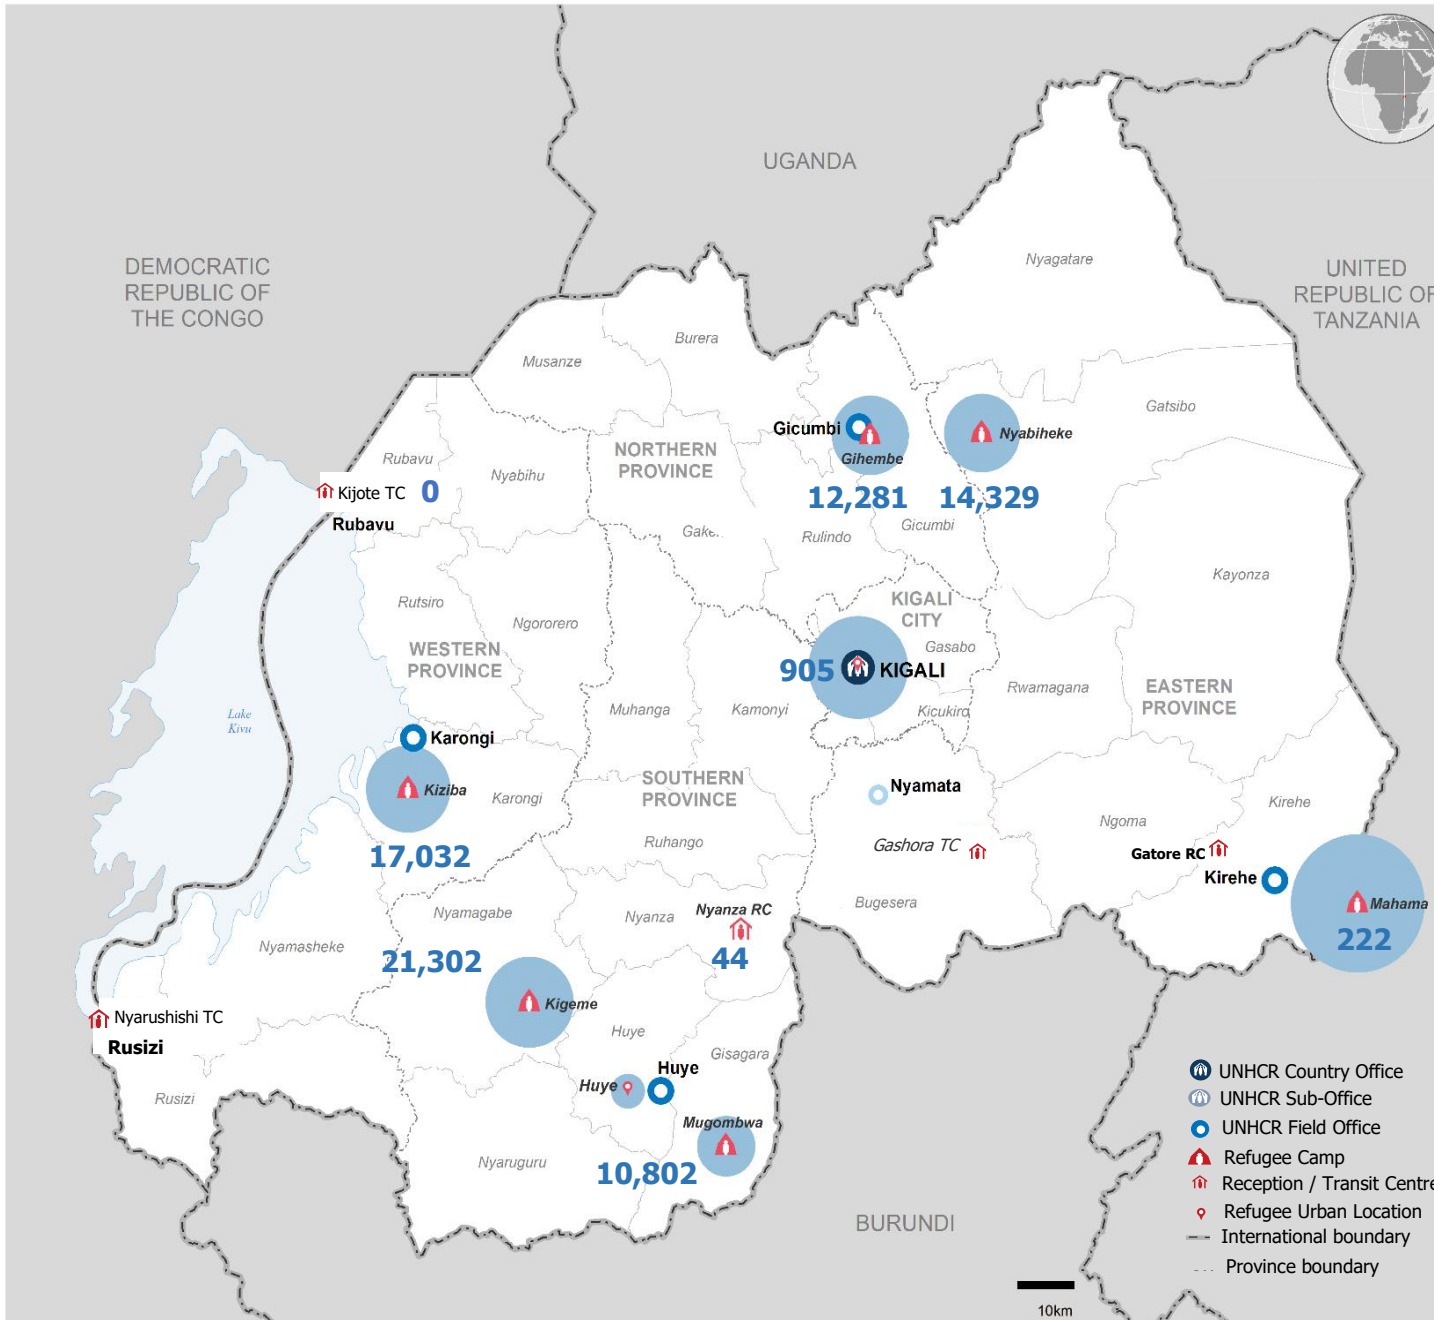 UGANDA
DEMOCRATIC
REPUBLIC OF
THE CONGO
Nyagatare
UNITED
REPUBLIC OF
TANZANIA
Burera
Musanze
Gatsibo
Gicumbi
Nyabiheke
Gihembe
NORTHERN
PROVINCE
Rubavu
Nyabihu
Kijote TC 0
Rubavu
12,281
14,329
Gicumbi
Rulindo
Kayonza
Rutsiro
Ngororero
KIGALI
CITY
Gasabo
WESTERN
PROVINCE
905
KIGALI
Rwamagana
EASTERN
PROVINCE
Lake
Kivu
Muhanga
Kamonyi
Kicukiro
Karongi
SOUTHERN
PROVINCE
Nyamata
Kiziba
Karongi
Kirehe
Ngoma
Ruhango
Gashora TC
Gatore RC
17,032
Kirehe
Mahama
222
Nyamagabe
Nyanza
Nyanza RC
44
Bugesera
Nyamasheke
21,302
Kigeme
Nyarushishi TC
Rusizi
Huye
Gisagara
Huye
Huye
Rusizi
Mugombwa
Nyaruguru
10,802
BURUNDI
UNHCR Country Office
UNHCR Sub-Office
UNHCR Field Office
Refugee Camp
Reception / Transit Centre
Refugee Urban Location
International boundary
Province boundary
10km